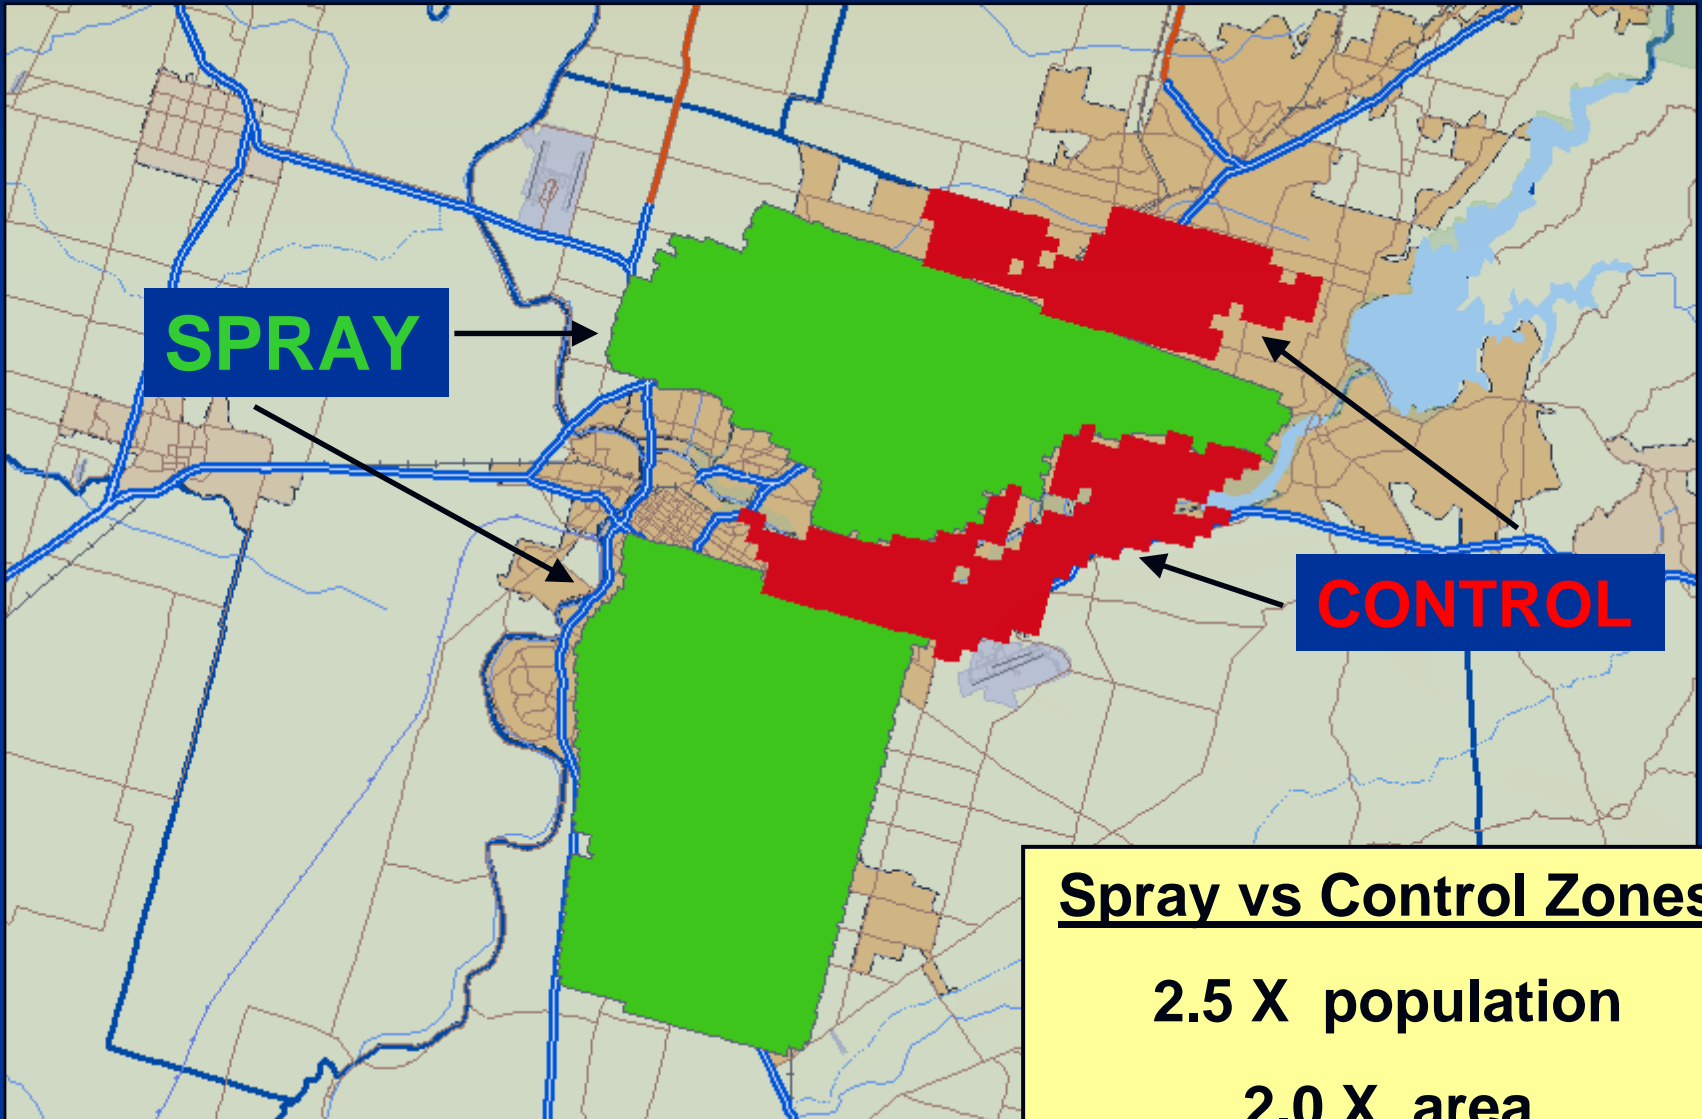 SPRAY
CONTROL
Spray vs Control Zones
2.5 X population
2.0 X area